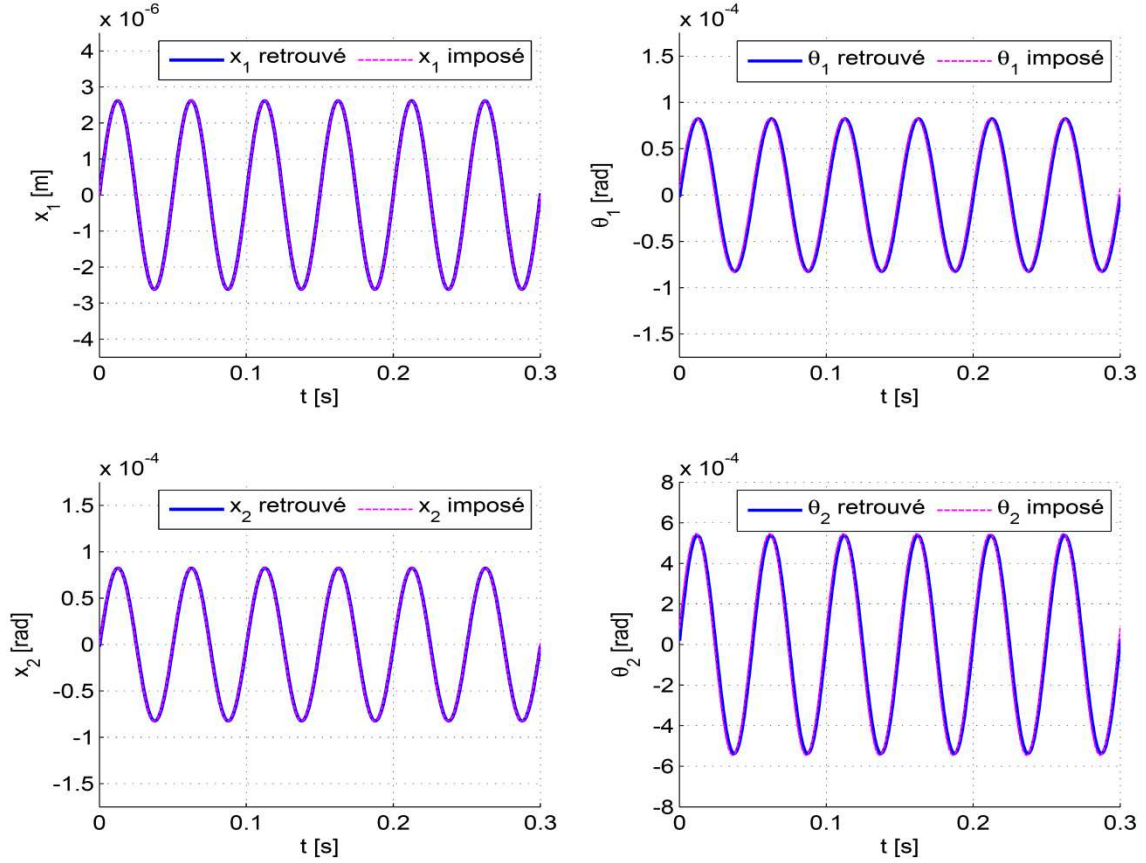 x 10^-6
x_1 retrouvé x_1 imposé
4
3
2
1
0
-1
-2
-3
-4
x_1 [m]
0 0.1 0.2 0.3
t [s]
x 10^-4
θ_1 retrouvé θ_1 imposé
1.5
1
0.5
0
-0.5
-1
-1.5
θ_1 [rad]
0 0.1 0.2 0.3
t [s]
x 10^-4
x_2 retrouvé x_2 imposé
1.5
1
0.5
0
-0.5
-1
-1.5
x_2 [rad]
0 0.1 0.2 0.3
t [s]
x 10^-4
θ_2 retrouvé θ_2 imposé
8
6
4
2
0
-2
-4
-6
-8
θ_2 [rad]
0 0.1 0.2 0.3
t [s]